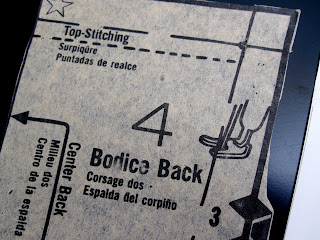 Top-Stitching
Surpiqûre
Puntadas de realce
4
Bodice Back
Corsage dos -
Espalda del corpiño
3
Center Back
Milieu dos
Centro de la espalda